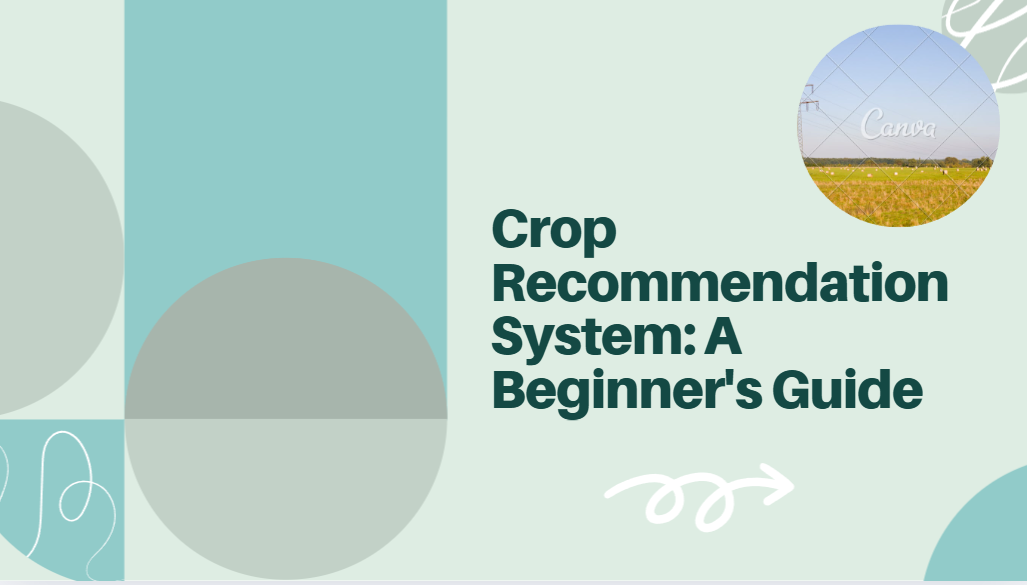 Canva
Crop
Recommendation
System: A
Beginner's Guide